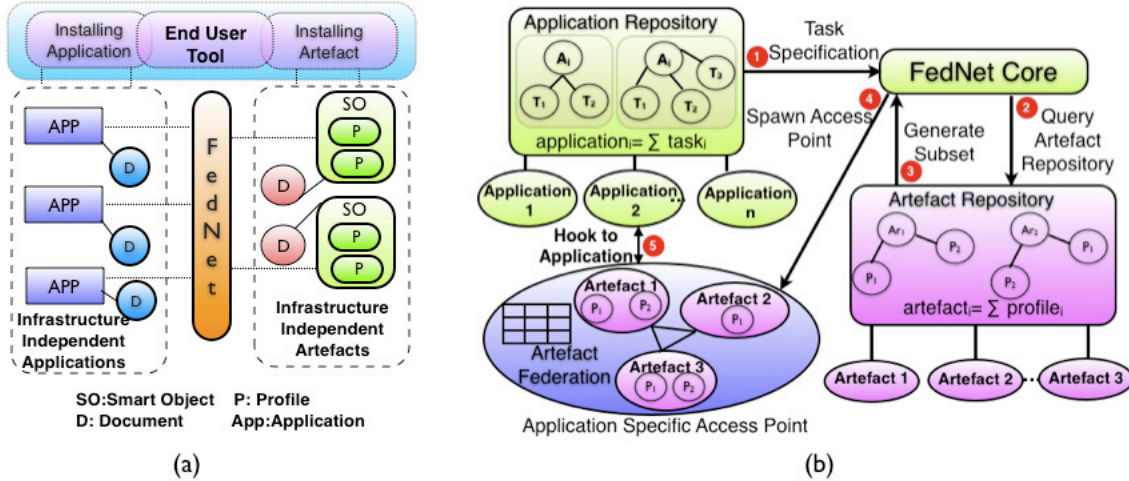 Installing
Application
End User
Tool
Installing
Artefact
APP
D
APP
D
APP
D
Infrastructure
Independent
Applications
F
e
d
N
e
t
SO
P
P
D
SO
D
P
P
Infrastructure
Independent
Artefacts
SO:Smart Object P: Profile
D: Document App:Application
(a)
Application Repository
Ai
T1
T2
Ai
T3
T1
T2
applicationi= ∑ taski
Application
1
Application
2
...
Application
n
1
Task
Specification
FedNet Core
4
Spawn Access
Point
Generate
Subset
3
2
Query
Artefact
Repository
Artefact Repository
Ar1
P2
P1
Ar2
P1
P2
artefacti= ∑ profilei
Artefact 1
Artefact 2
...
Artefact 3
Hook to
Application
5
Artefact 1
P1
P2
Artefact 2
P1
Artefact
Federation
Artefact 3
P1
P2
Application Specific Access Point
(b)